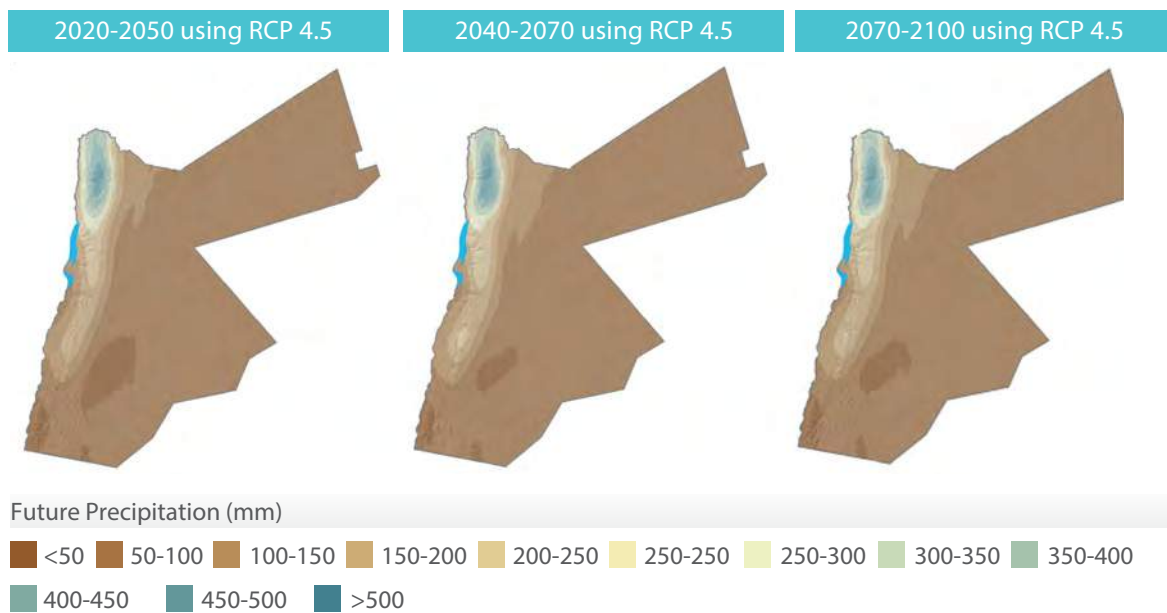 2020-2050 using RCP 4.5 2040-2070 using RCP 4.5 2070-2100 using RCP 4.5
Future Precipitation (mm)
<50 50-100 100-150 150-200 200-250 250-250 250-300 300-350 350-400
400-450 450-500 >500